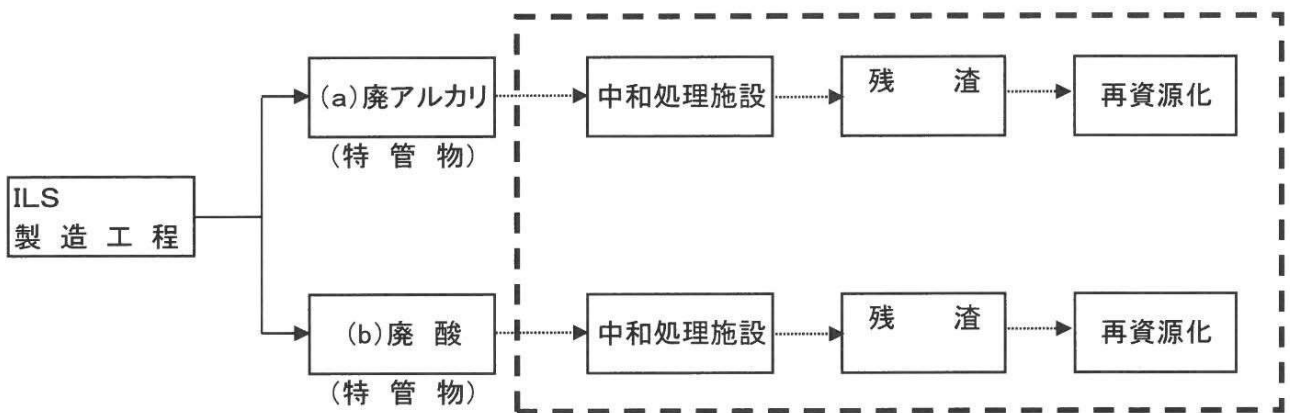 (a)廃アルカリ
(特管物)
中和処理施設
残　渣
再資源化
ILS
製造工程
(b)廃酸
(特管物)
中和処理施設
残　渣
再資源化